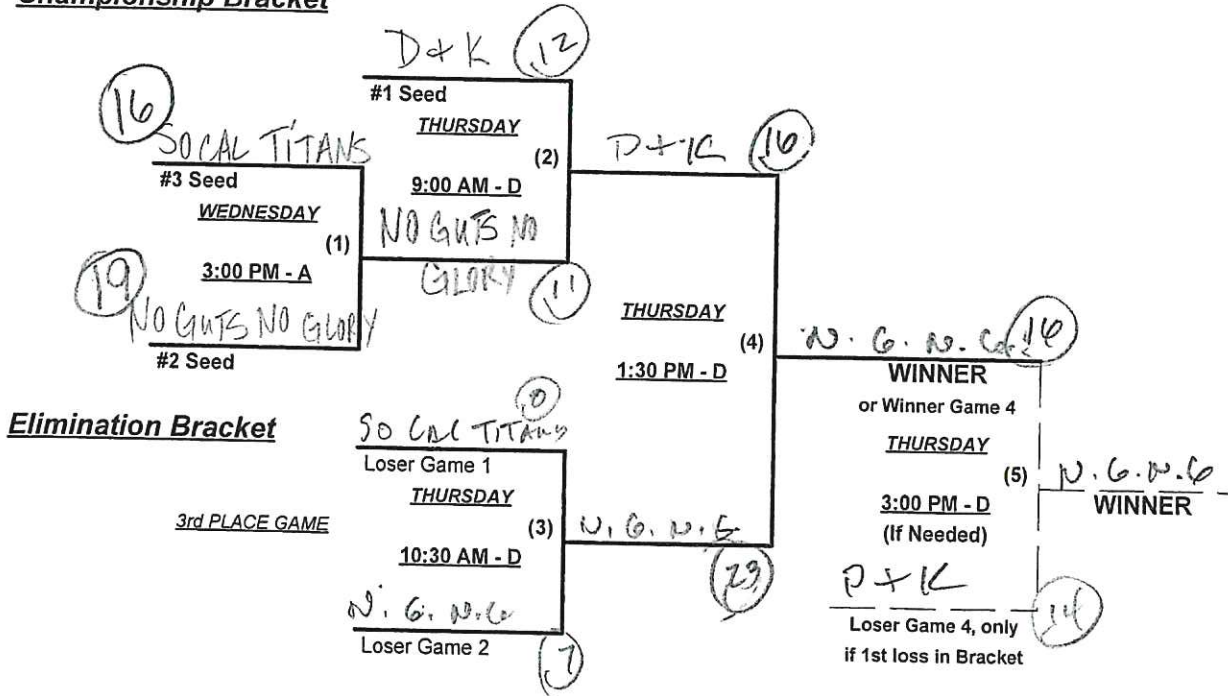 Championship Bracket
D+K 12
#1 Seed
16
SO CAL TITANS
#3 Seed
THURSDAY
(2)
9:00 AM - D
D+K 16
WEDNESDAY
(1)
3:00 PM - A
NO GUTS NO
GLORY 11
19
NO GUTS NO GLORY
#2 Seed
THURSDAY
(4)
1:30 PM - D
N. G. N. G. 16
WINNER
or Winner Game 4
Elimination Bracket
0
SO CAL TITANS
Loser Game 1
THURSDAY
(5)
3:00 PM - D
(If Needed)
N.G.N.G
WINNER
3rd PLACE GAME
THURSDAY
(3)
10:30 AM - D
N. G. N. G
23
N. G. N. G
Loser Game 2
7
D+K 14
Loser Game 4, only
if 1st loss in Bracket